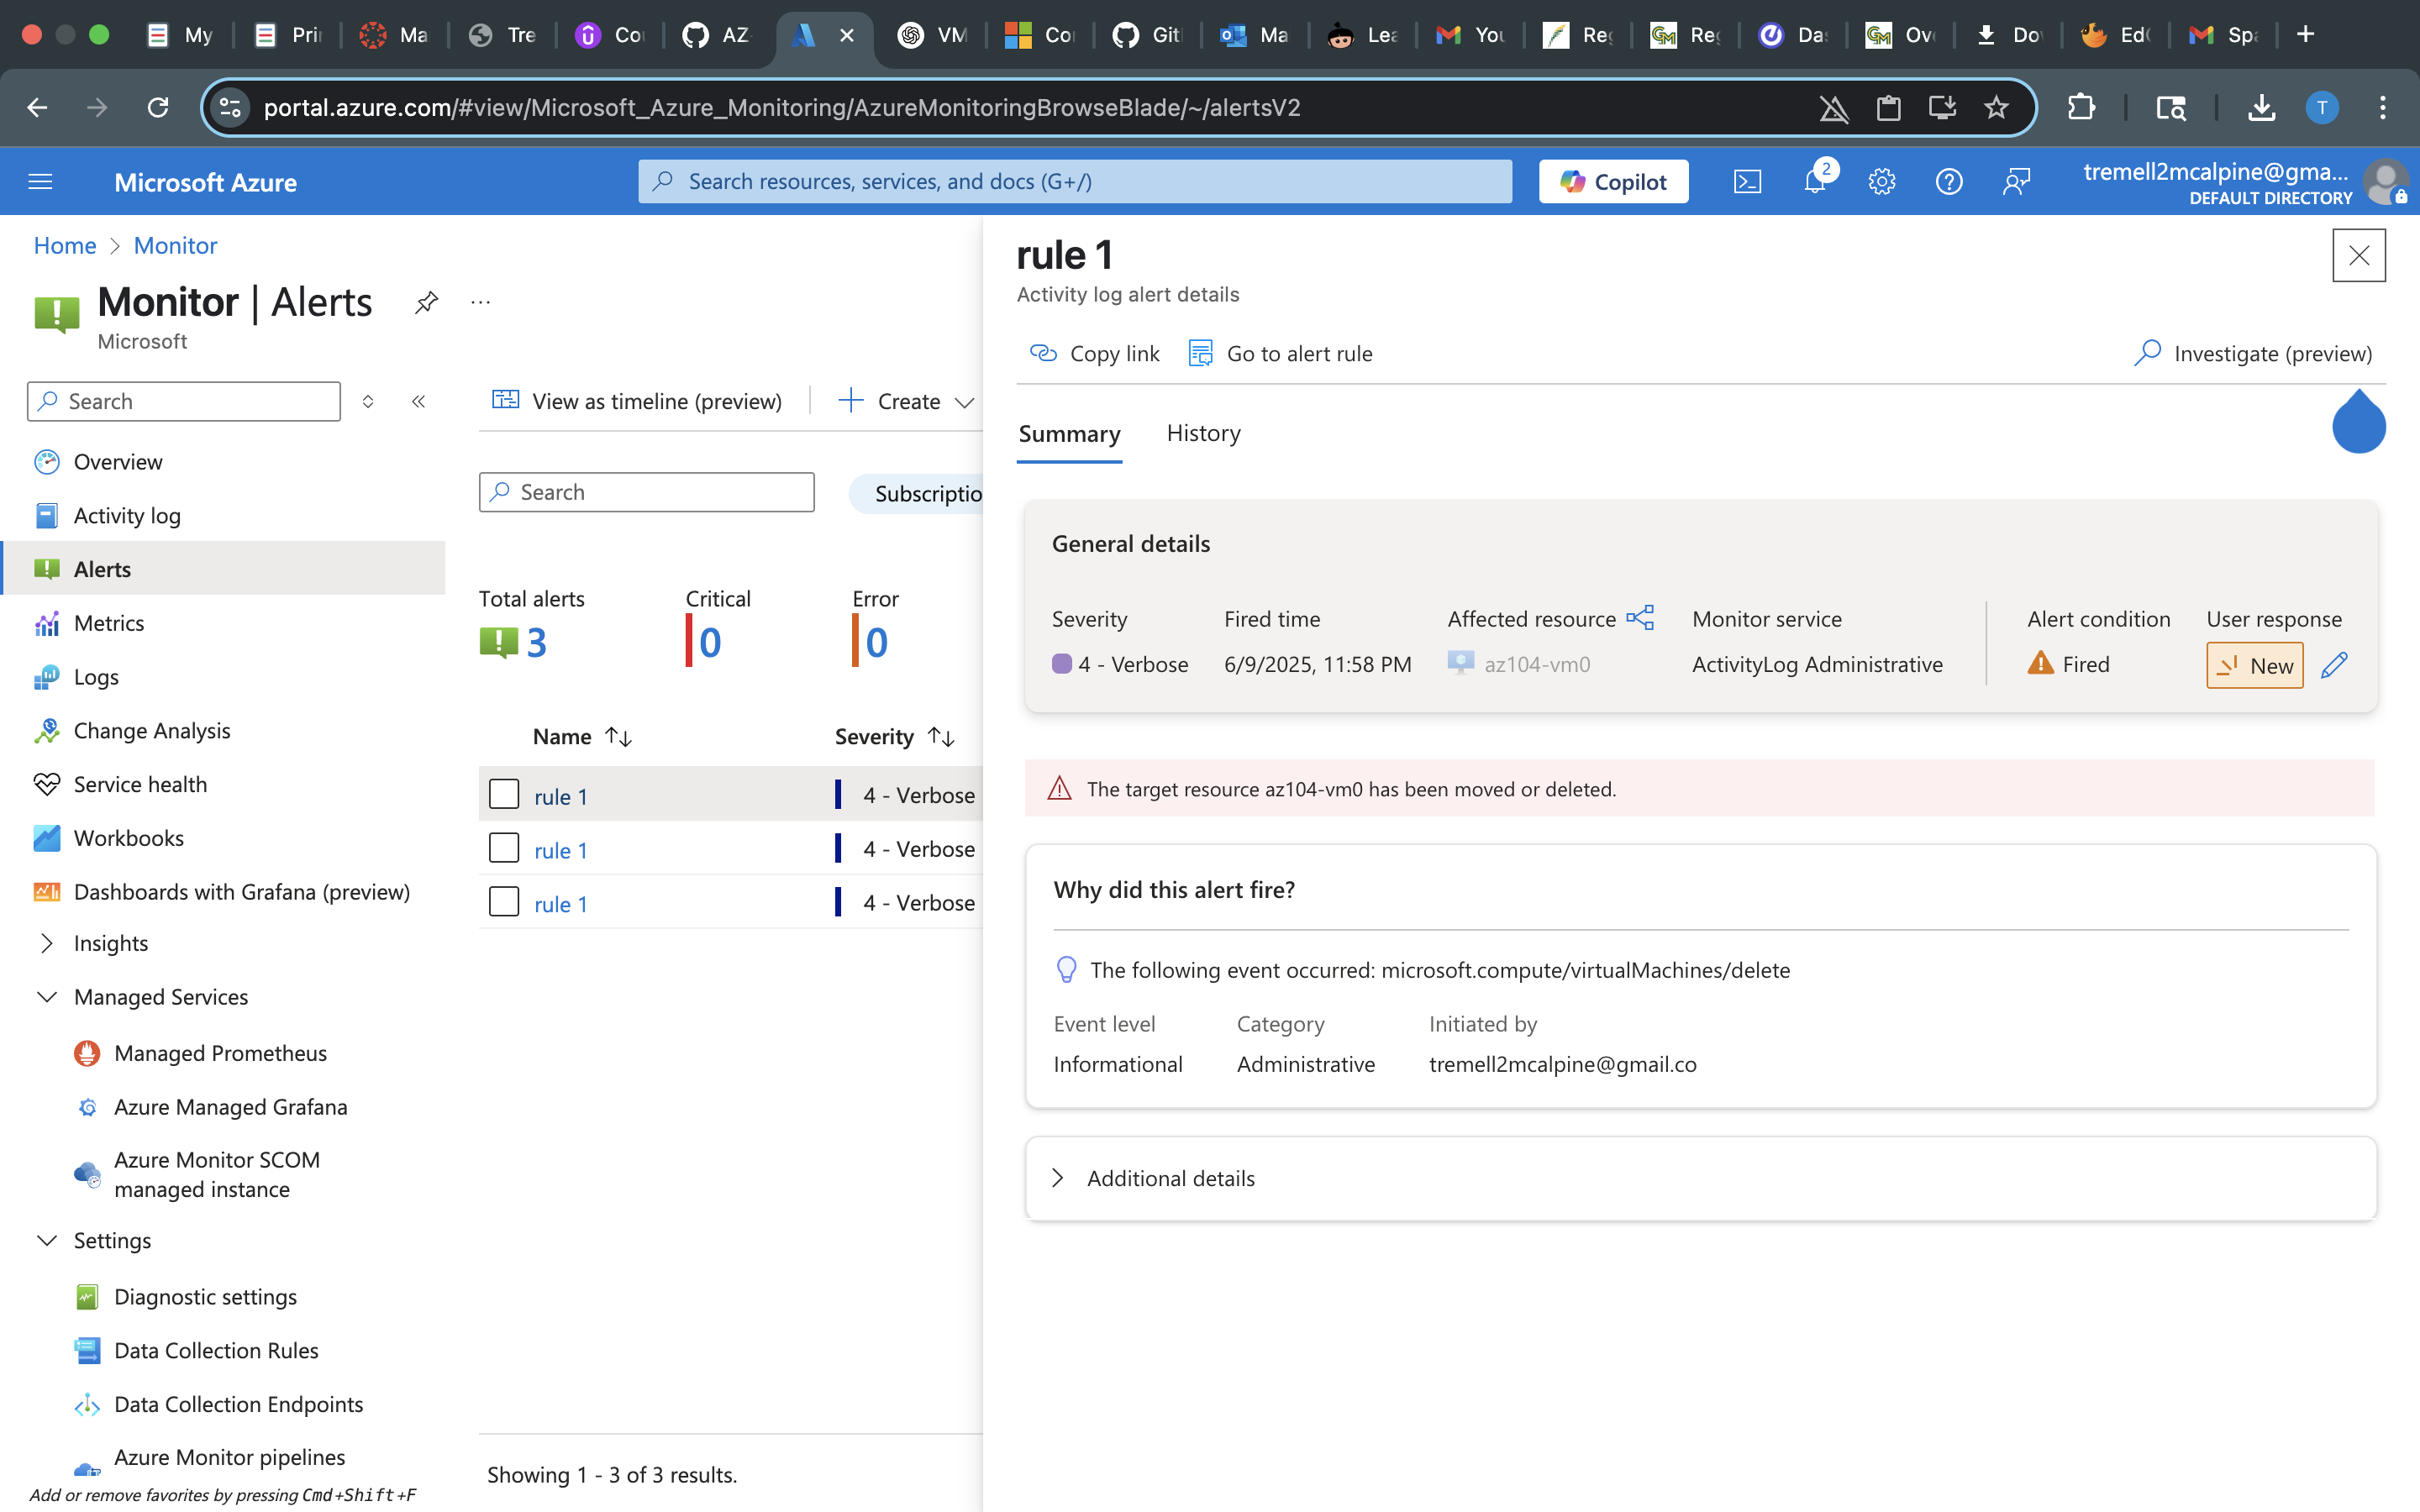 My
Prir
Ma
Tre
Cou
AZ-
VM
Co
Git
Ma
Lea
You
Reg
Reg
Das
Ove
Do
Ed
Spa
portal.azure.com/#view/Microsoft_Azure_Monitoring/AzureMonitoringBrowseBlade/~/alertsV2
T
Microsoft Azure
Search resources, services, and docs (G+/)
Copilot
2
tremell2mcalpine@gma...
DEFAULT DIRECTORY
Home > Monitor
Monitor | Alerts
...
Microsoft
Search
Overview
Activity log
Alerts
Metrics
Logs
Change Analysis
Service health
Workbooks
Dashboards with Grafana (preview)
Insights
Managed Services
Managed Prometheus
Azure Managed Grafana
Azure Monitor SCOM
managed instance
Settings
Diagnostic settings
Data Collection Rules
Data Collection Endpoints
Azure Monitor pipelines
Add or remove favorites by pressing Cmd+Shift+F
View as timeline (preview)
Create
Search
Subscriptio
Total alerts
3
Critical
0
Error
0
Name
Severity
rule 1
4 - Verbose
rule 1
4 - Verbose
rule 1
4 - Verbose
Showing 1 - 3 of 3 results.
rule 1
Activity log alert details
Copy link
Go to alert rule
Investigate (preview)
Summary
History
General details
Severity
4 - Verbose
Fired time
6/9/2025, 11:58 PM
Affected resource
az104-vm0
Monitor service
ActivityLog Administrative
Alert condition
Fired
User response
New
The target resource az104-vm0 has been moved or deleted.
Why did this alert fire?
The following event occurred: microsoft.compute/virtualMachines/delete
Event level
Informational
Category
Administrative
Initiated by
tremell2mcalpine@gmail.co
Additional details